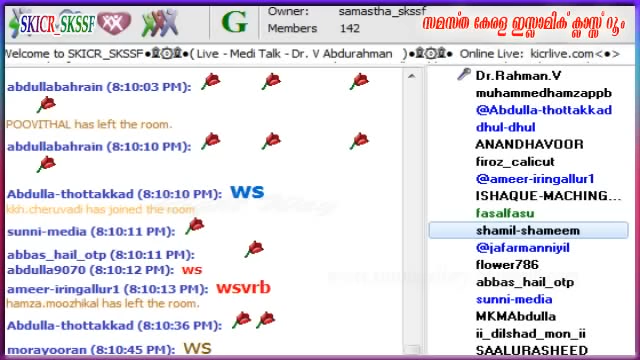 SKICR_SKSSF
G
Owner: samastha_skssf
Members 142
സമസ്ത കേരള ഇസ്ലാമിക് ക്ലാസ്സ് റൂം
Welcome to SKICR_SKSSF●۩۞۩●( Live - Medi Talk - Dr. V Abdurahman )●۩۞۩● Online Live: kicrlive.com<●>
abdullabahrain (8:10:03 PM):
POOVITHAL has left the room.
abdullabahrain (8:10:10 PM):
Abdulla-thottakkad (8:10:10 PM): ws
kkh.cheruvadi has joined the room
sunni-media (8:10:11 PM):
abbas_hail_otp (8:10:11 PM):
abdulla9070 (8:10:12 PM): ws
ameer-iringallur1 (8:10:13 PM): wsvrb
hamza.moozhikal has left the room.
Abdulla-thottakkad (8:10:36 PM):
morayooran (8:10:45 PM): ws
Dr.Rahman.V
muhammedhamzappb
@Abdulla-thottakkad
dhul-dhul
ANANDHAVOOR
firoz_calicut
@ameer-iringallur1
ISHAQUE-MACHING...
fasalfasu
shamil-shameem
@jafarmanniyil
flower786
abbas_hail_otp
sunni-media
MKMAbdulla
ii_dilshad_mon_ii
SAALURASHEED